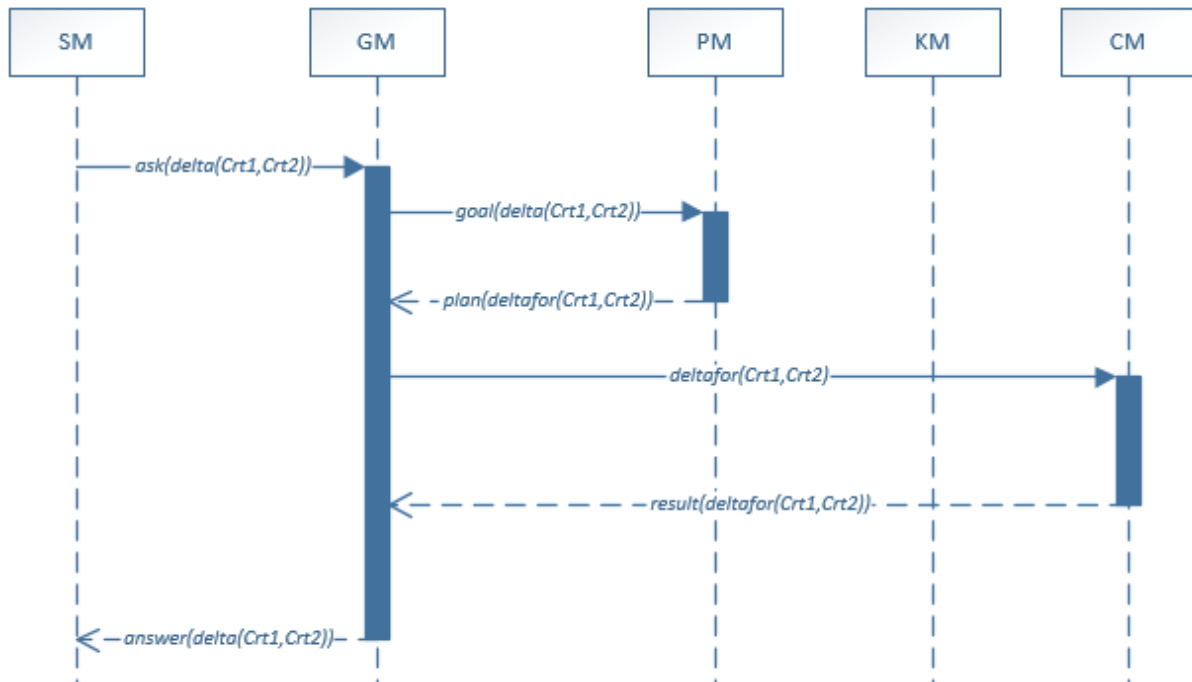 SM
GM
PM
KM
CM
ask(delta(Crt1,Crt2))
goal(delta(Crt1,Crt2))
plan(deltafor(Crt1,Crt2))
deltafor(Crt1,Crt2)
result(deltafor(Crt1,Crt2))
answer(delta(Crt1,Crt2))